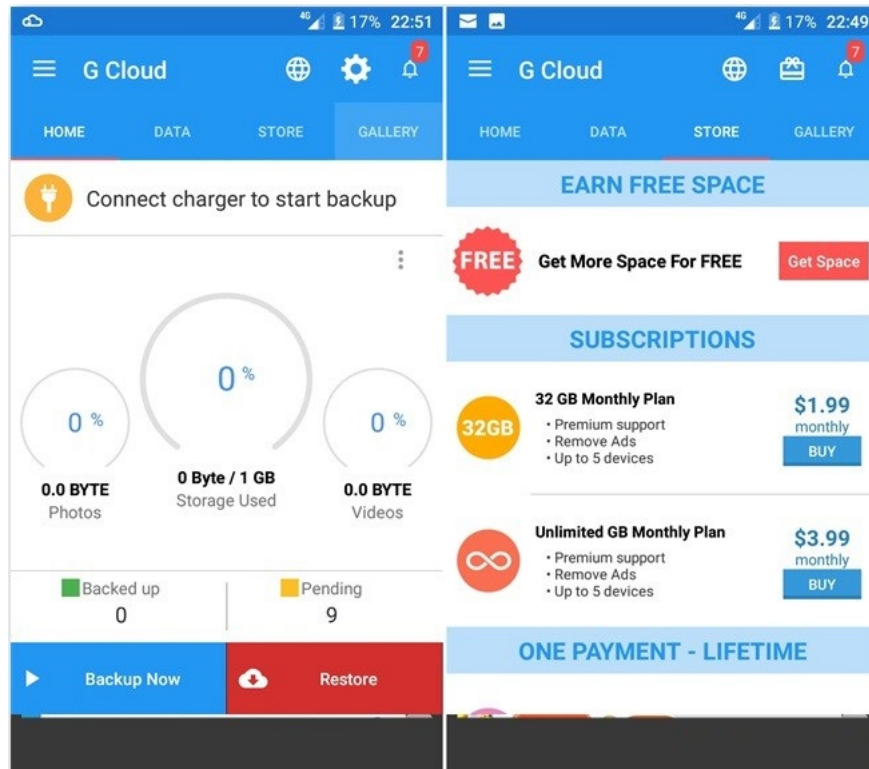 4G 17% 22:51
G Cloud 7
HOME DATA STORE GALLERY
Connect charger to start backup
0 %
0 %
0 %
0.0 BYTE
Photos
0 Byte / 1 GB
Storage Used
0.0 BYTE
Videos
Backed up
0
Pending
9
Backup Now
Restore
4G 17% 22:49
G Cloud 7
HOME DATA STORE GALLERY
EARN FREE SPACE
FREE Get More Space For FREE Get Space
SUBSCRIPTIONS
32GB
32 GB Monthly Plan
• Premium support
• Remove Ads
• Up to 5 devices
$1.99
monthly
BUY
Unlimited GB Monthly Plan
• Premium support
• Remove Ads
• Up to 5 devices
$3.99
monthly
BUY
ONE PAYMENT - LIFETIME